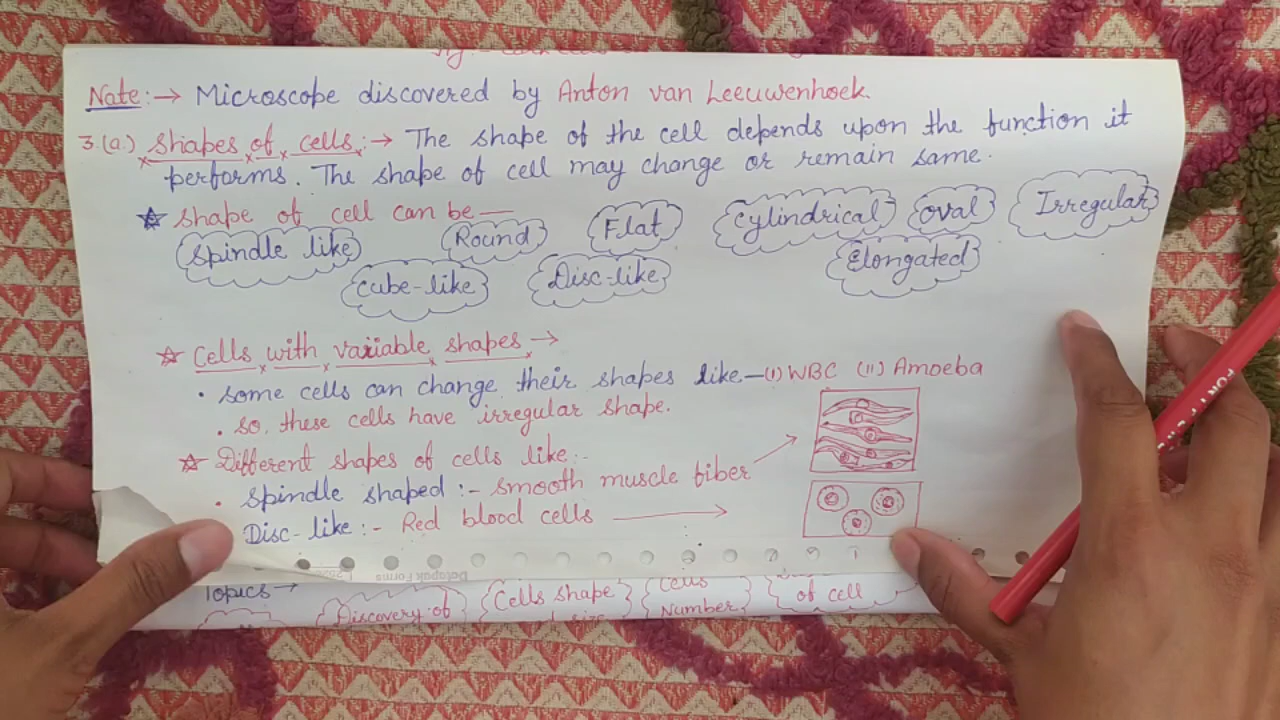 Note:→ Microscope discovered by Anton van Leeuwenhoek.
3.(a.) shapes of cells:→ The shape of the cell depends upon the function it
performs. The shape of cell may change or remain same.
☆ shape of cell can be—
Spindle like Round Flat Cylindrical oval Irregular
Cube-like Disc-like Elongated
☆ Cells with variable shapes →
• some cells can change their shapes like—(i) WBC (ii) Amoeba
• so, these cells have irregular shape.
☆ Different shapes of cells like:-
• spindle shaped :- smooth muscle fiber
Disc-like:- Red blood cells
Topics →
Discovery of Cells shape Cells Number of cell